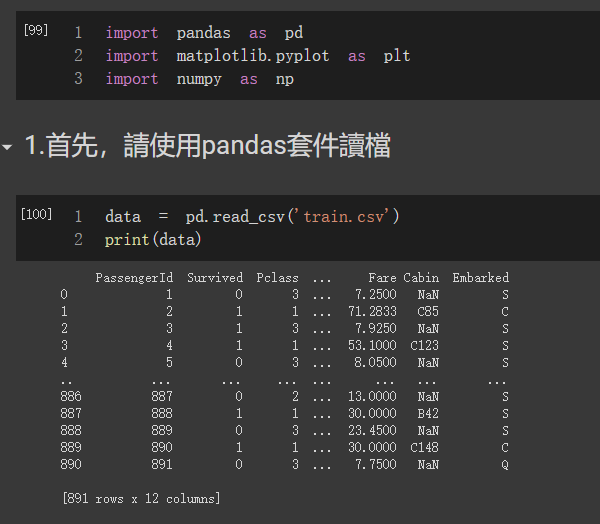 [99] 1 import pandas as pd
2 import matplotlib.pyplot as plt
3 import numpy as np
1.首先，請使用pandas套件讀檔
[100] 1 data = pd.read_csv('train.csv')
2 print(data)
PassengerId Survived Pclass ... Fare Cabin Embarked
0 1 0 3 ... 7.2500 NaN S
1 2 1 1 ... 71.2833 C85 C
2 3 1 3 ... 7.9250 NaN S
3 4 1 1 ... 53.1000 C123 S
4 5 0 3 ... 8.0500 NaN S
.. ... ... ... ... ... ... ...
886 887 0 2 ... 13.0000 NaN S
887 888 1 1 ... 30.0000 B42 S
888 889 0 3 ... 23.4500 NaN S
889 890 1 1 ... 30.0000 C148 C
890 891 0 3 ... 7.7500 NaN Q
[891 rows x 12 columns]